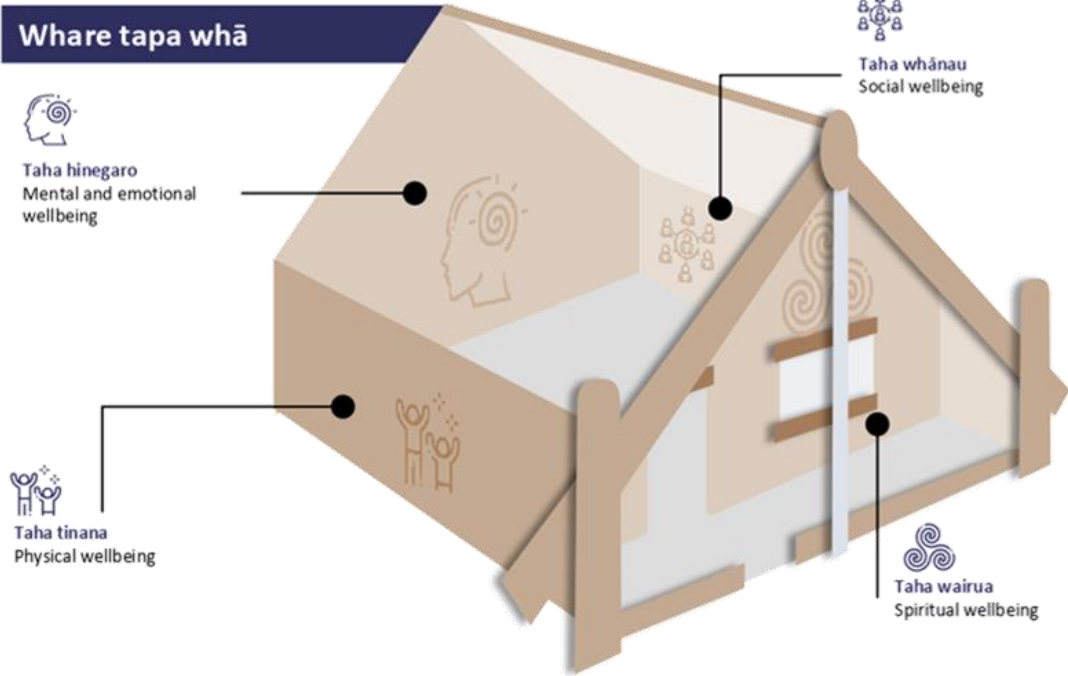 Whare tapa whā
Taha whānau
Social wellbeing
Taha hinegaro
Mental and emotional
wellbeing
Taha tinana
Physical wellbeing
Taha wairua
Spiritual wellbeing